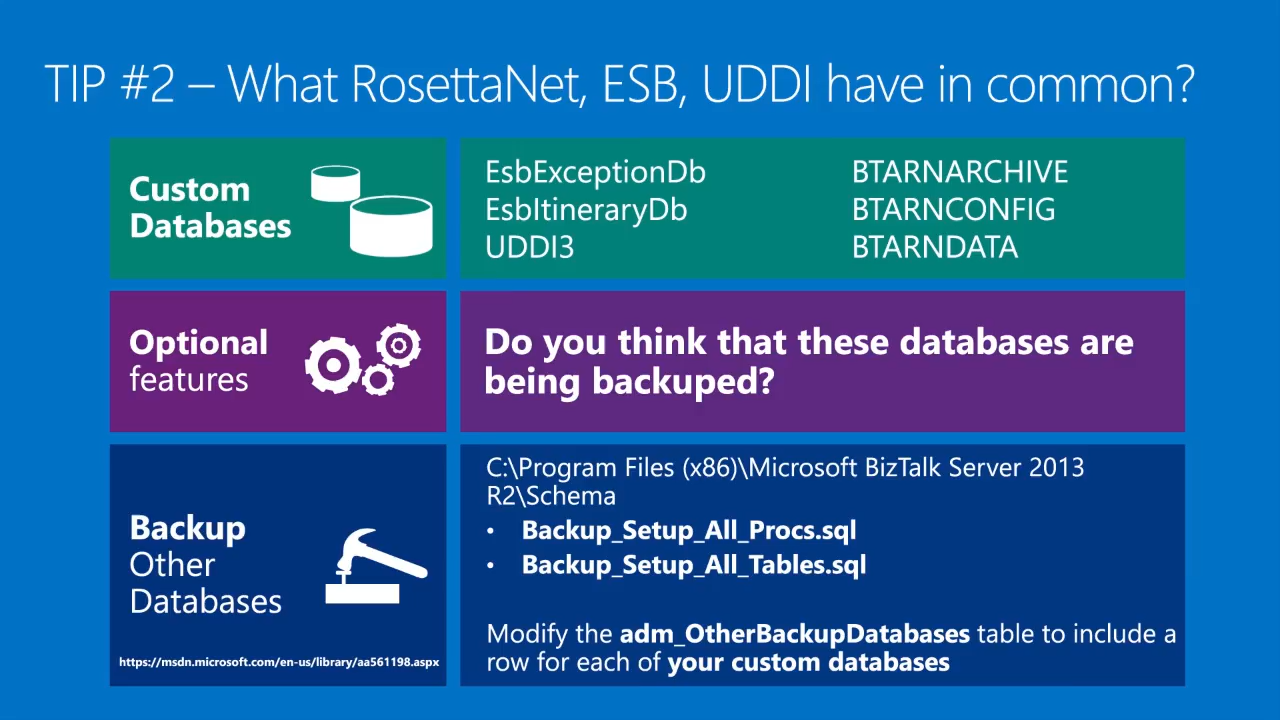 TIP #2 – What RosettaNet, ESB, UDDI have in common?
Custom
Databases
EsbExceptionDb
EsbItineraryDb
UDDI3
BTARNARCHIVE
BTARNCONFIG
BTARNDATA
Optional
features
Do you think that these databases are
being backuped?
Backup
Other
Databases
https://msdn.microsoft.com/en-us/library/aa561198.aspx
C:\Program Files (x86)\Microsoft BizTalk Server 2013
R2\Schema
• Backup_Setup_All_Procs.sql
• Backup_Setup_All_Tables.sql
Modify the adm_OtherBackupDatabases table to include a
row for each of your custom databases